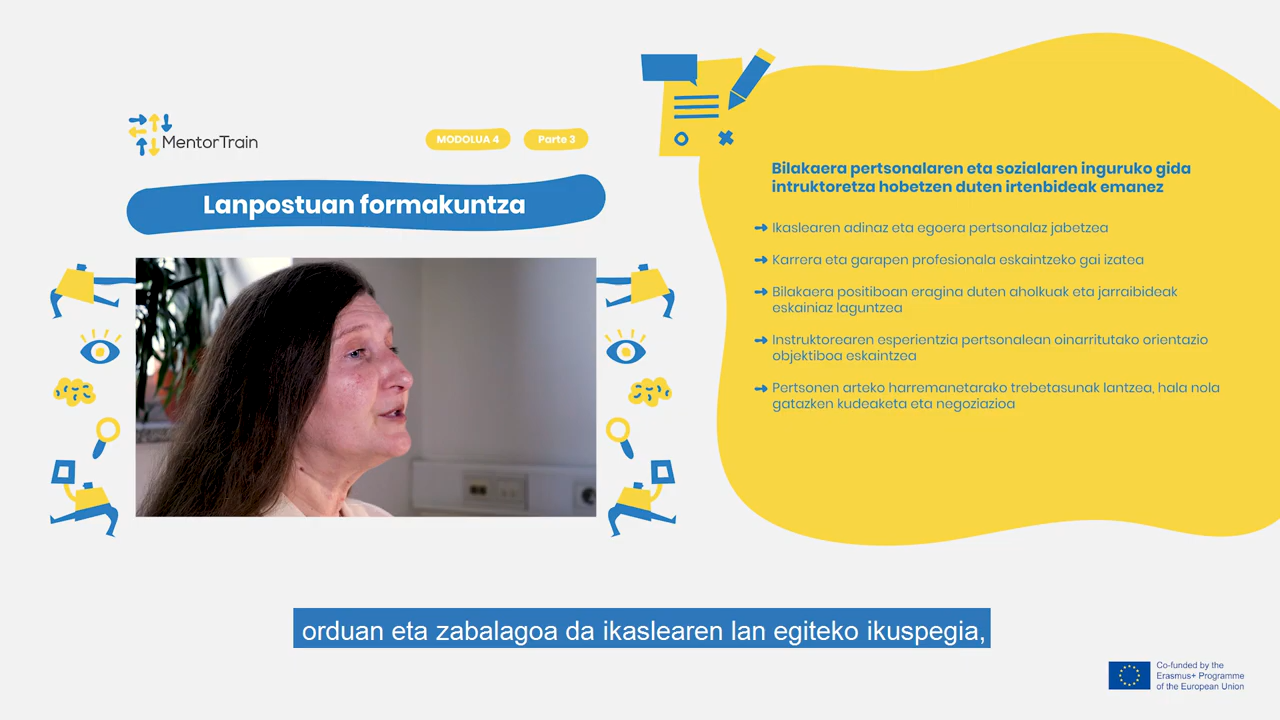 MentorTrain
MODOLUA 4
Parte 3
Lanpostuan formakuntza
Bilakaera pertsonalaren eta sozialaren inguruko gida
intruktoretza hobetzen duten irtenbideak emanez
Ikaslearen adinaz eta egoera pertsonalaz jabetzea
Karrera eta garapen profesionala eskaintzeko gai izatea
Bilakaera positiboan eragina duten aholkuak eta jarraibideak
eskainiaz laguntzea
Instruktorearen esperientzia pertsonalean oinarritutako orientazio
objektiboa eskaintzea
Pertsonen arteko harremanetarako trebetasunak lantzea, hala nola
gatazken kudeaketa eta negoziazioa
orduan eta zabalagoa da ikaslearen lan egiteko ikuspegia,
Co-funded by the
Erasmus+ Programme
of the European Union